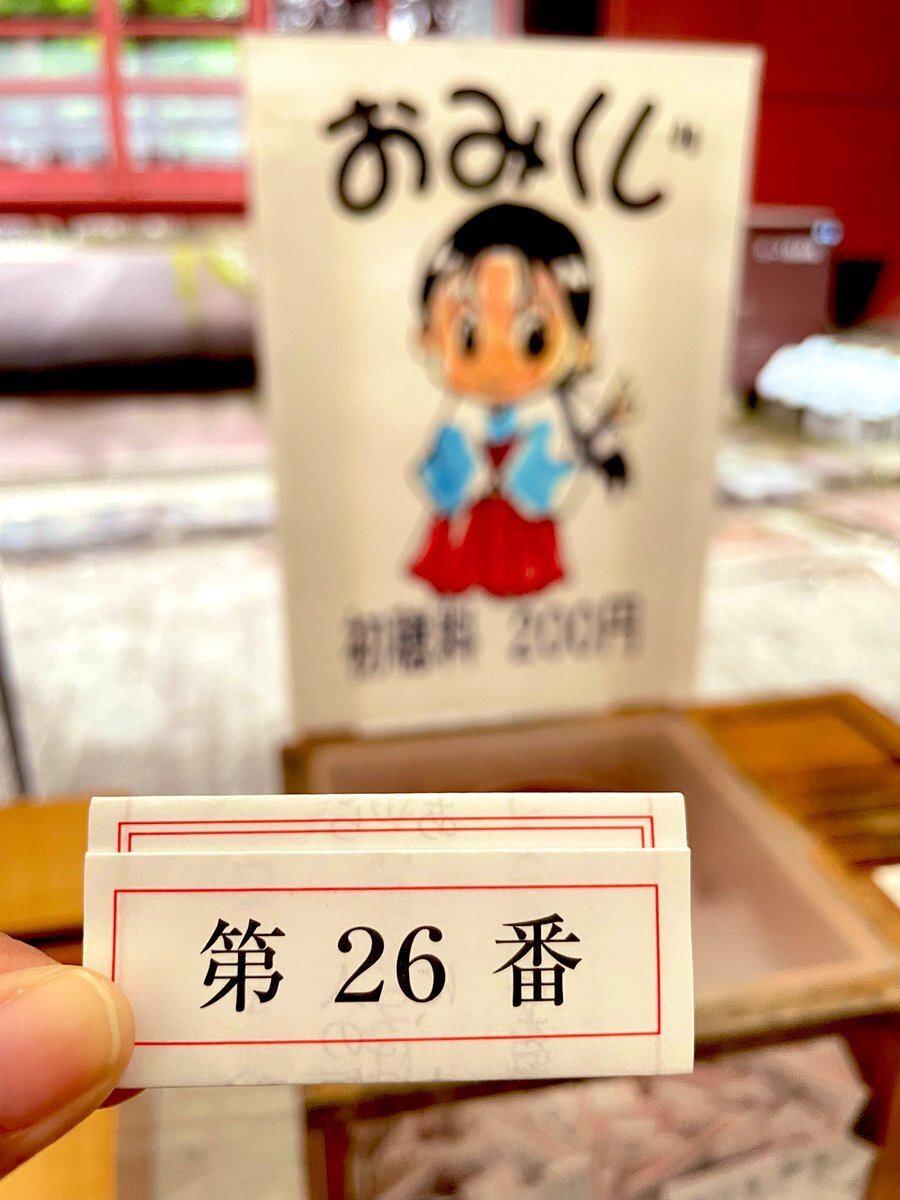 おみくじ
初穂料 200円
第 26 番